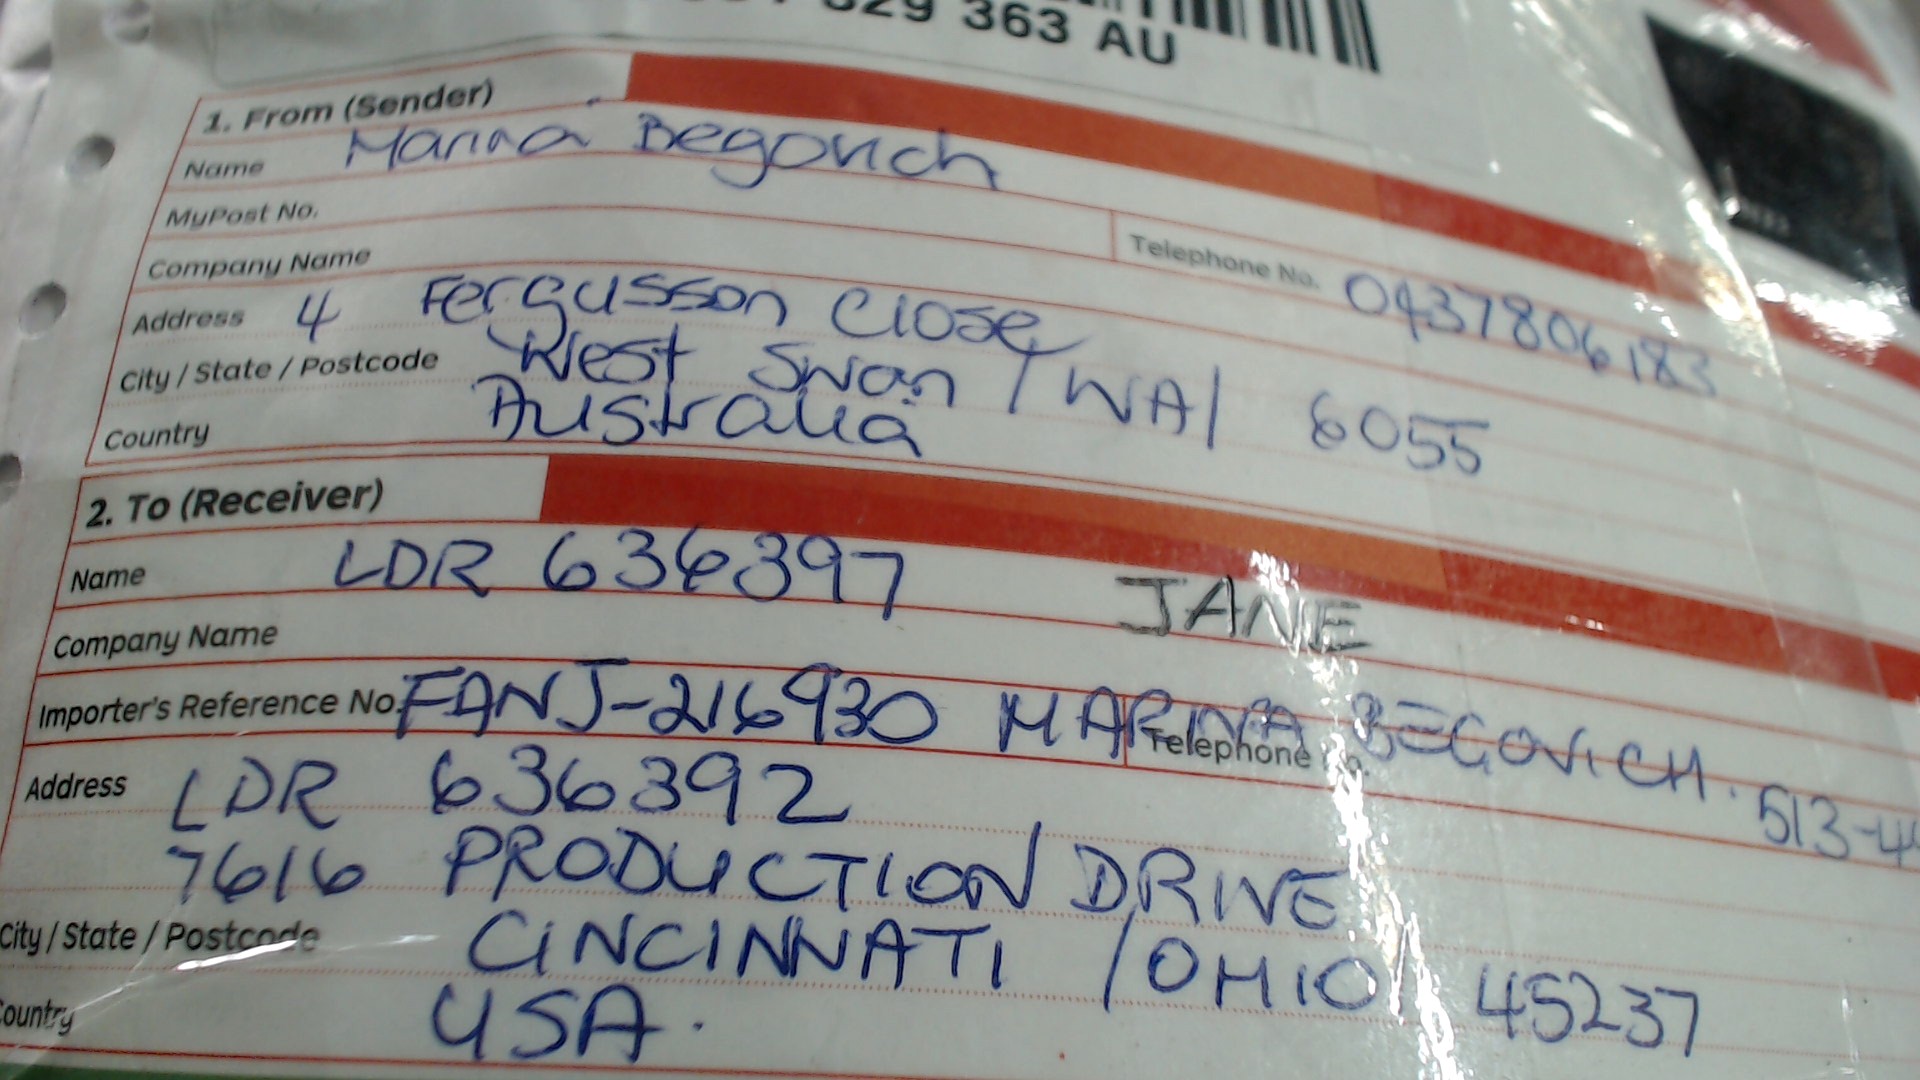 329 363 AU
1. From (Sender)
Name Marina Begovich
MyPost No.
Company Name
Telephone No. 0437806183
Address 4 Fergusson Close
City / State / Postcode West Swan / WA / 6055
Country Australia
2. To (Receiver)
Name LDR 636397
JANE
Company Name
Importer's Reference No. FANJ-216930 MARINA BEGOVICH.
Telephone No. 513-4
Address LDR 636392
7616 PRODUCTION DRIVE
City / State / Postcode CINCINNATI / OHIO / 45237
Country USA.